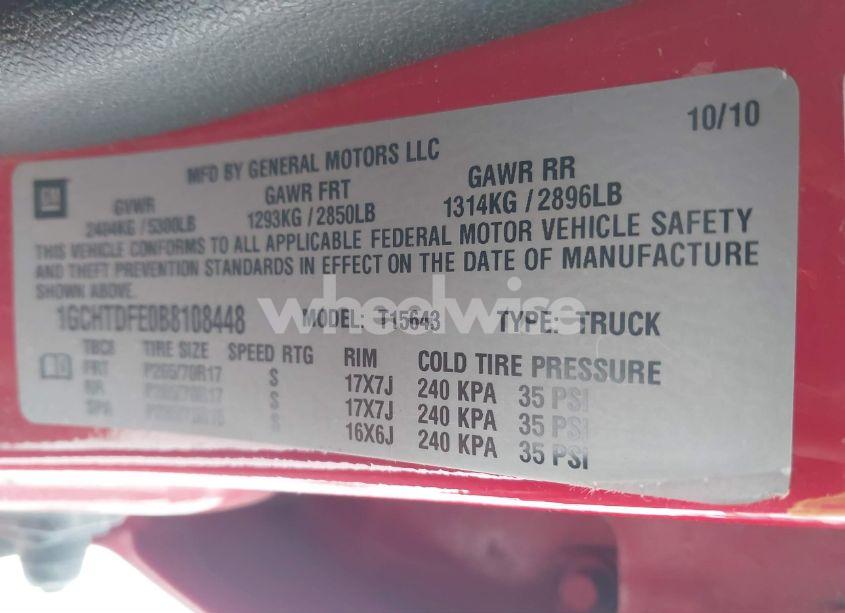 10/10
MFD BY GENERAL MOTORS LLC
GM
GVWR GAWR FRT GAWR RR
2404KG / 5300LB 1293KG / 2850LB 1314KG / 2896LB
THIS VEHICLE CONFORMS TO ALL APPLICABLE FEDERAL MOTOR VEHICLE SAFETY
AND THEFT PREVENTION STANDARDS IN EFFECT ON THE DATE OF MANUFACTURE
SHOWN ABOVE.
1GCHTDFE0B8108448 MODEL: T15643 TYPE: TRUCK
wheelwise
TIRE SIZE SPEED RTG RIM COLD TIRE PRESSURE
FRT P265/70R17 S 17X7J 240 KPA 35 PSI
RR S 17X7J 240 KPA 35 PSI
16X6J 240 KPA 35 PSI